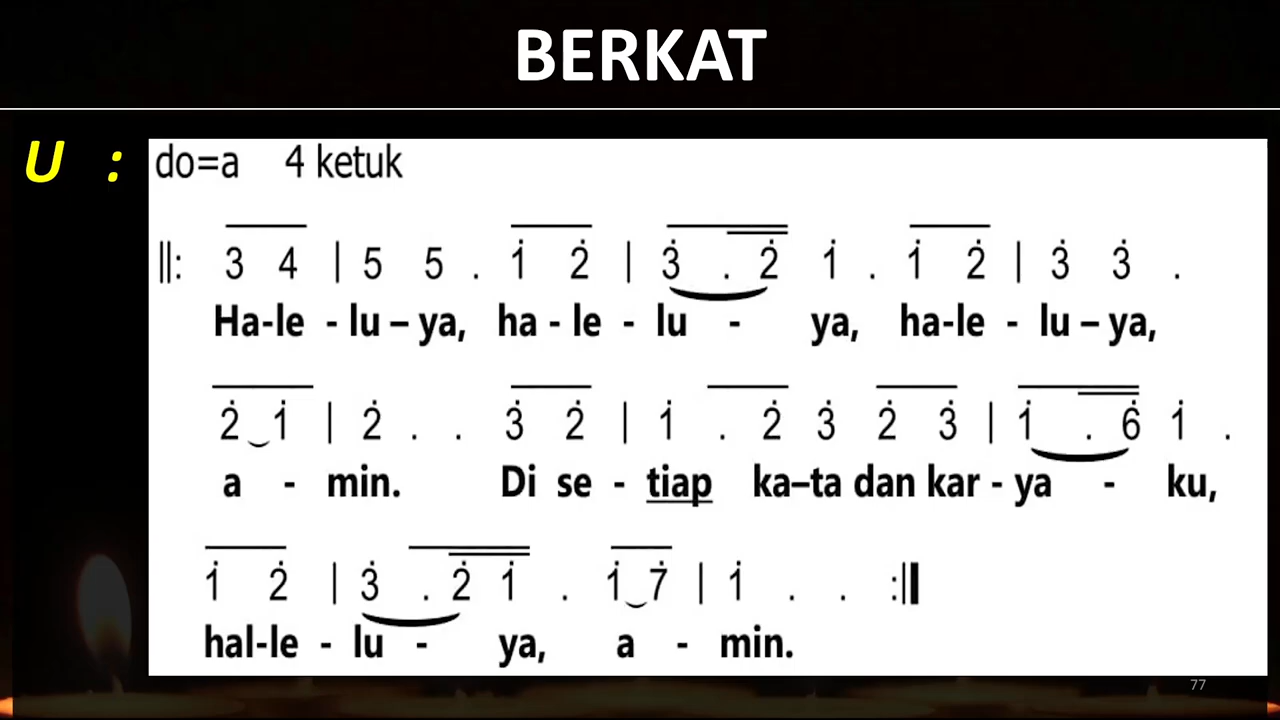 BERKAT
U : do=a 4 ketuk
||: 3 4 | 5 5 . 1̇ 2̇ | 3̇ . 2̇ 1̇ . 1̇ 2̇ | 3̇ 3̇ .
Ha-le - lu – ya, ha - le - lu - ya, ha-le - lu – ya,
2̇ 1̇ | 2̇ . . 3̇ 2̇ | 1̇ . 2̇ 3̇ 2̇ 3̇ | 1̇ . 6̇ 1̇ .
a - min. Di se - tiap ka–ta dan kar - ya - ku,
1̇ 2̇ | 3̇ . 2̇ 1̇ . 1̇ 7̇ | 1̇ . . :||
hal-le - lu - ya, a - min.
77